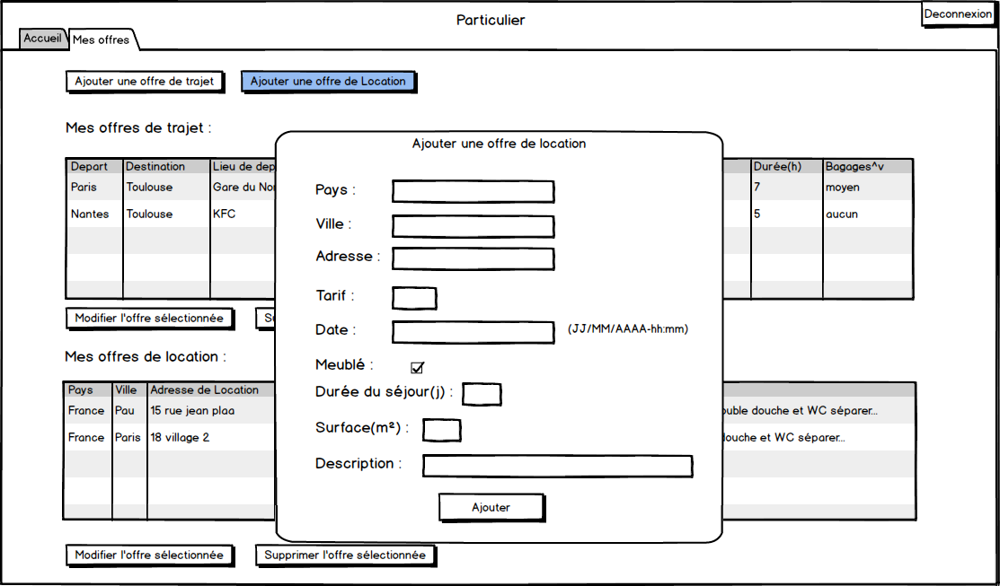 Particulier
Deconnexion
Accueil
Mes offres
Ajouter une offre de trajet
Ajouter une offre de Location
Mes offres de trajet :
Ajouter une offre de location
Depart Destination Lieu de dep Durée(h) Bagages^v
Paris Toulouse Gare du Nor 7 moyen
Nantes Toulouse KFC 5 aucun
Pays :
Ville :
Adresse :
Tarif :
Date : (JJ/MM/AAAA-hh:mm)
Meublé :
Durée du séjour(j) :
Surface(m²) :
Description :
Ajouter
Modifier l'offre sélectionnée
Mes offres de location :
Pays Ville Adresse de Location
France Pau 15 rue jean plaa ouble douche et WC séparer...
France Paris 18 village 2 douche et WC séparer...
Modifier l'offre sélectionnée
Supprimer l'offre sélectionnée